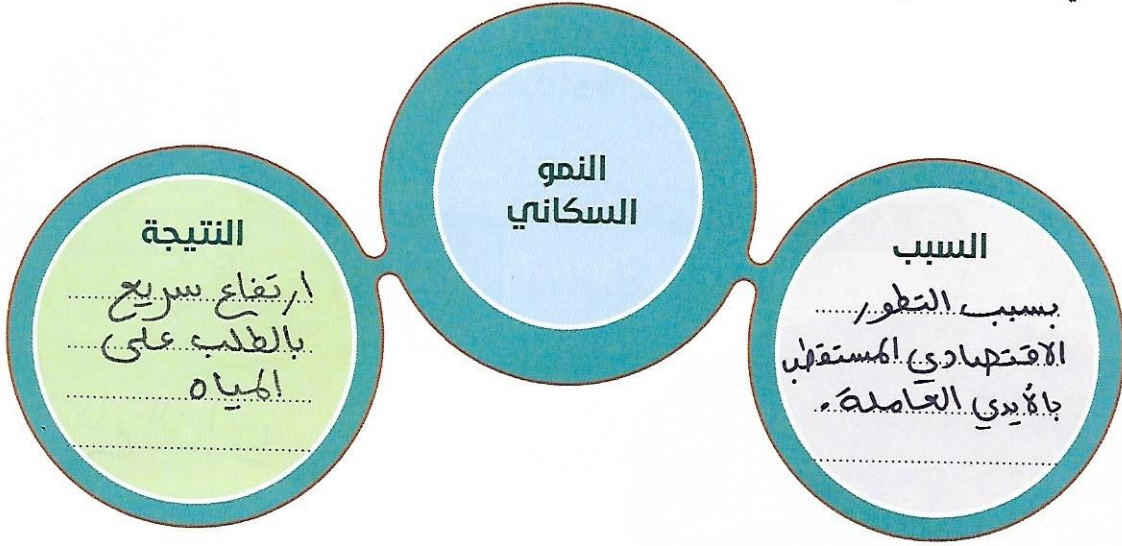 النمو
السكاني
السبب
بسبب التطور
الاقتصادي المستقطب
بالأيدي العاملة.
النتيجة
ارتفاع سريع
بالطلب على
المياه